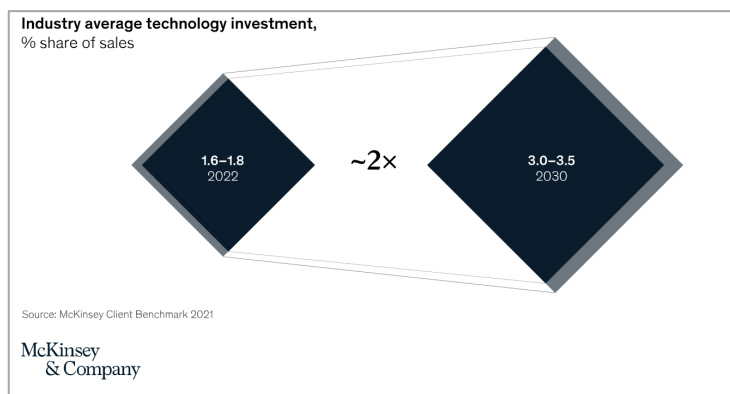 Industry average technology investment,
% share of sales
1.6–1.8
2022
~2×
3.0–3.5
2030
Source: McKinsey Client Benchmark 2021
McKinsey
& Company